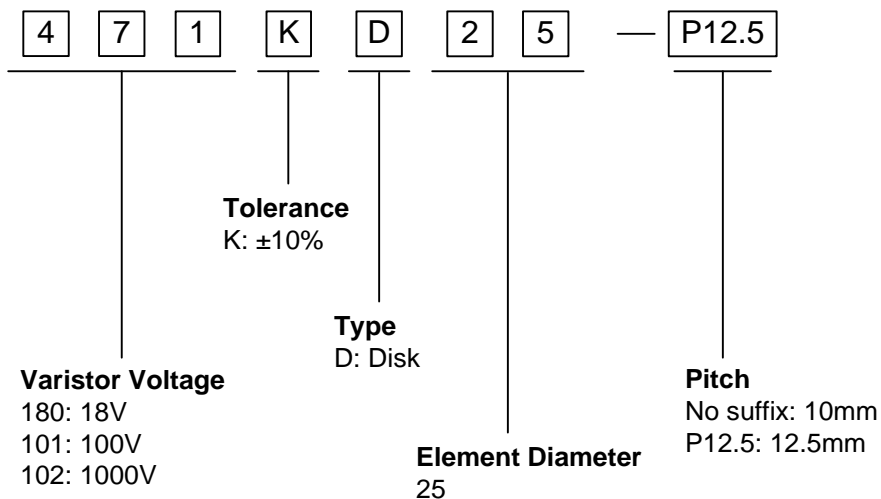 4 7 1 K D 2 5 — P12.5
Tolerance
K: ±10%
Type
D: Disk
Varistor Voltage
180: 18V
101: 100V
102: 1000V
Element Diameter
25
Pitch
No suffix: 10mm
P12.5: 12.5mm